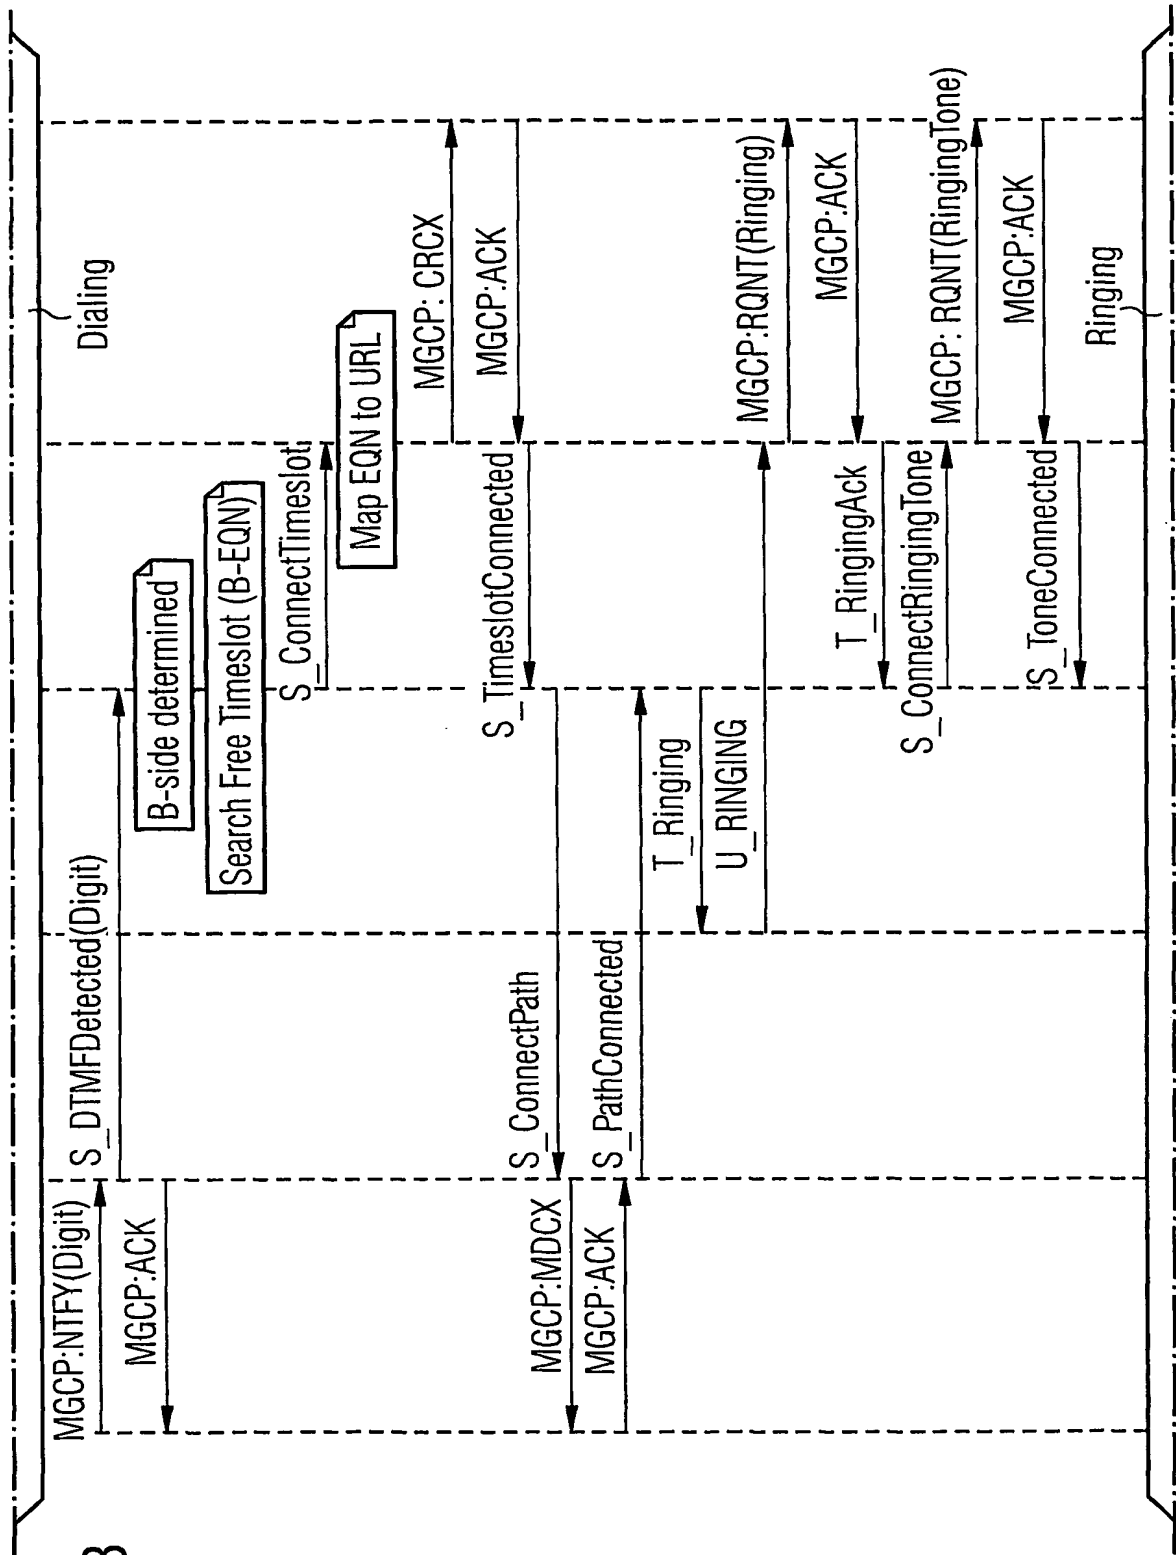 Dialing
MGCP:NTFY(Digit)
S_DTMFDetected(Digit)
MGCP:ACK
B-side determined
Search Free Timeslot (B-EQN)
S_ConnectTimeslot
Map EQN to URL
MGCP: CRCX
MGCP:ACK
S_TimeslotConnected
S_ConnectPath
MGCP:MDCX
MGCP:ACK
S_PathConnected
T_Ringing
U_RINGING
MGCP:RQNT(Ringing)
MGCP:ACK
T_RingingAck
S_ConnectRingingTone
MGCP: RQNT(RingingTone)
MGCP:ACK
S_ToneConnected
Ringing